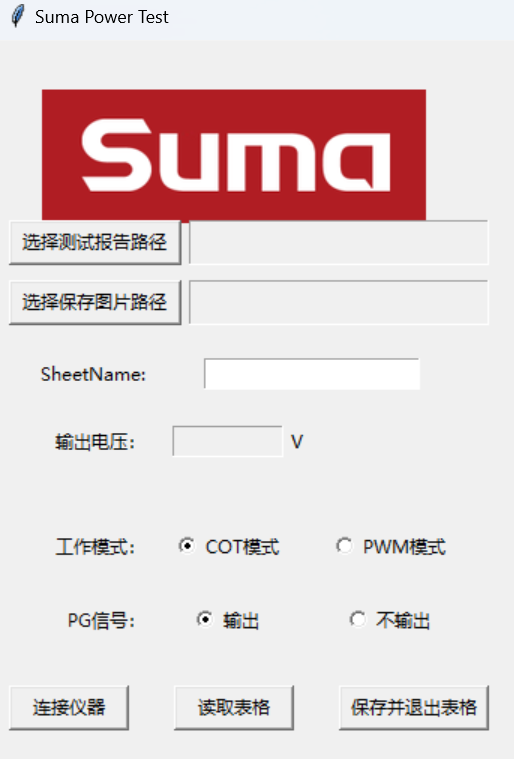 Suma Power Test
Suma
选择测试报告路径
选择保存图片路径
SheetName:
输出电压： V
工作模式： COT模式 PWM模式
PG信号： 输出 不输出
连接仪器 读取表格 保存并退出表格